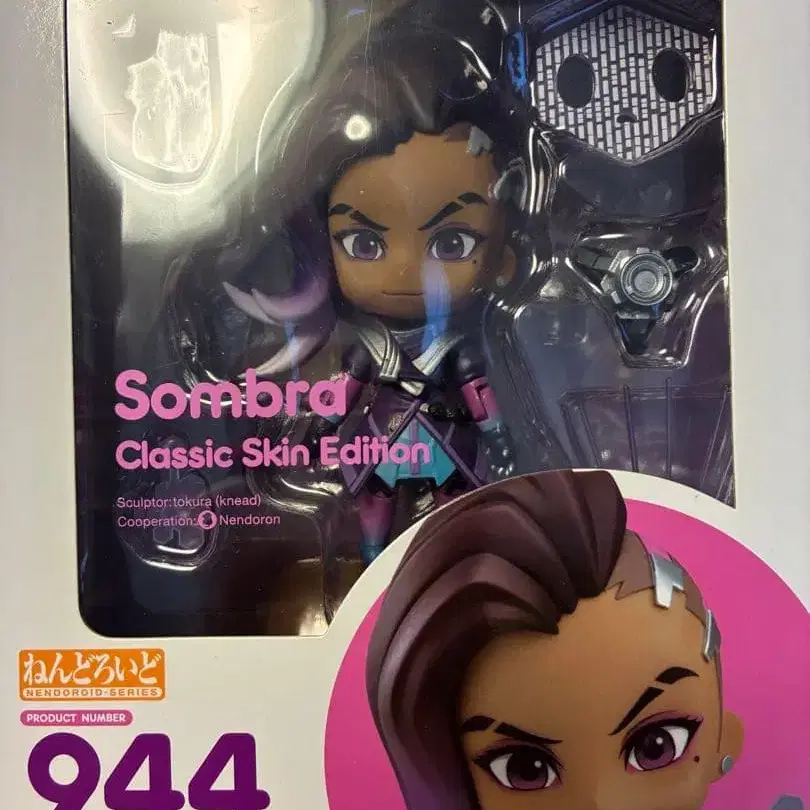 Sombra
Classic Skin Edition
Sculptor:tokura (knead)
Cooperation: Nendoron
ねんどろいど
NENDOROID-SERIES
PRODUCT NUMBER
944